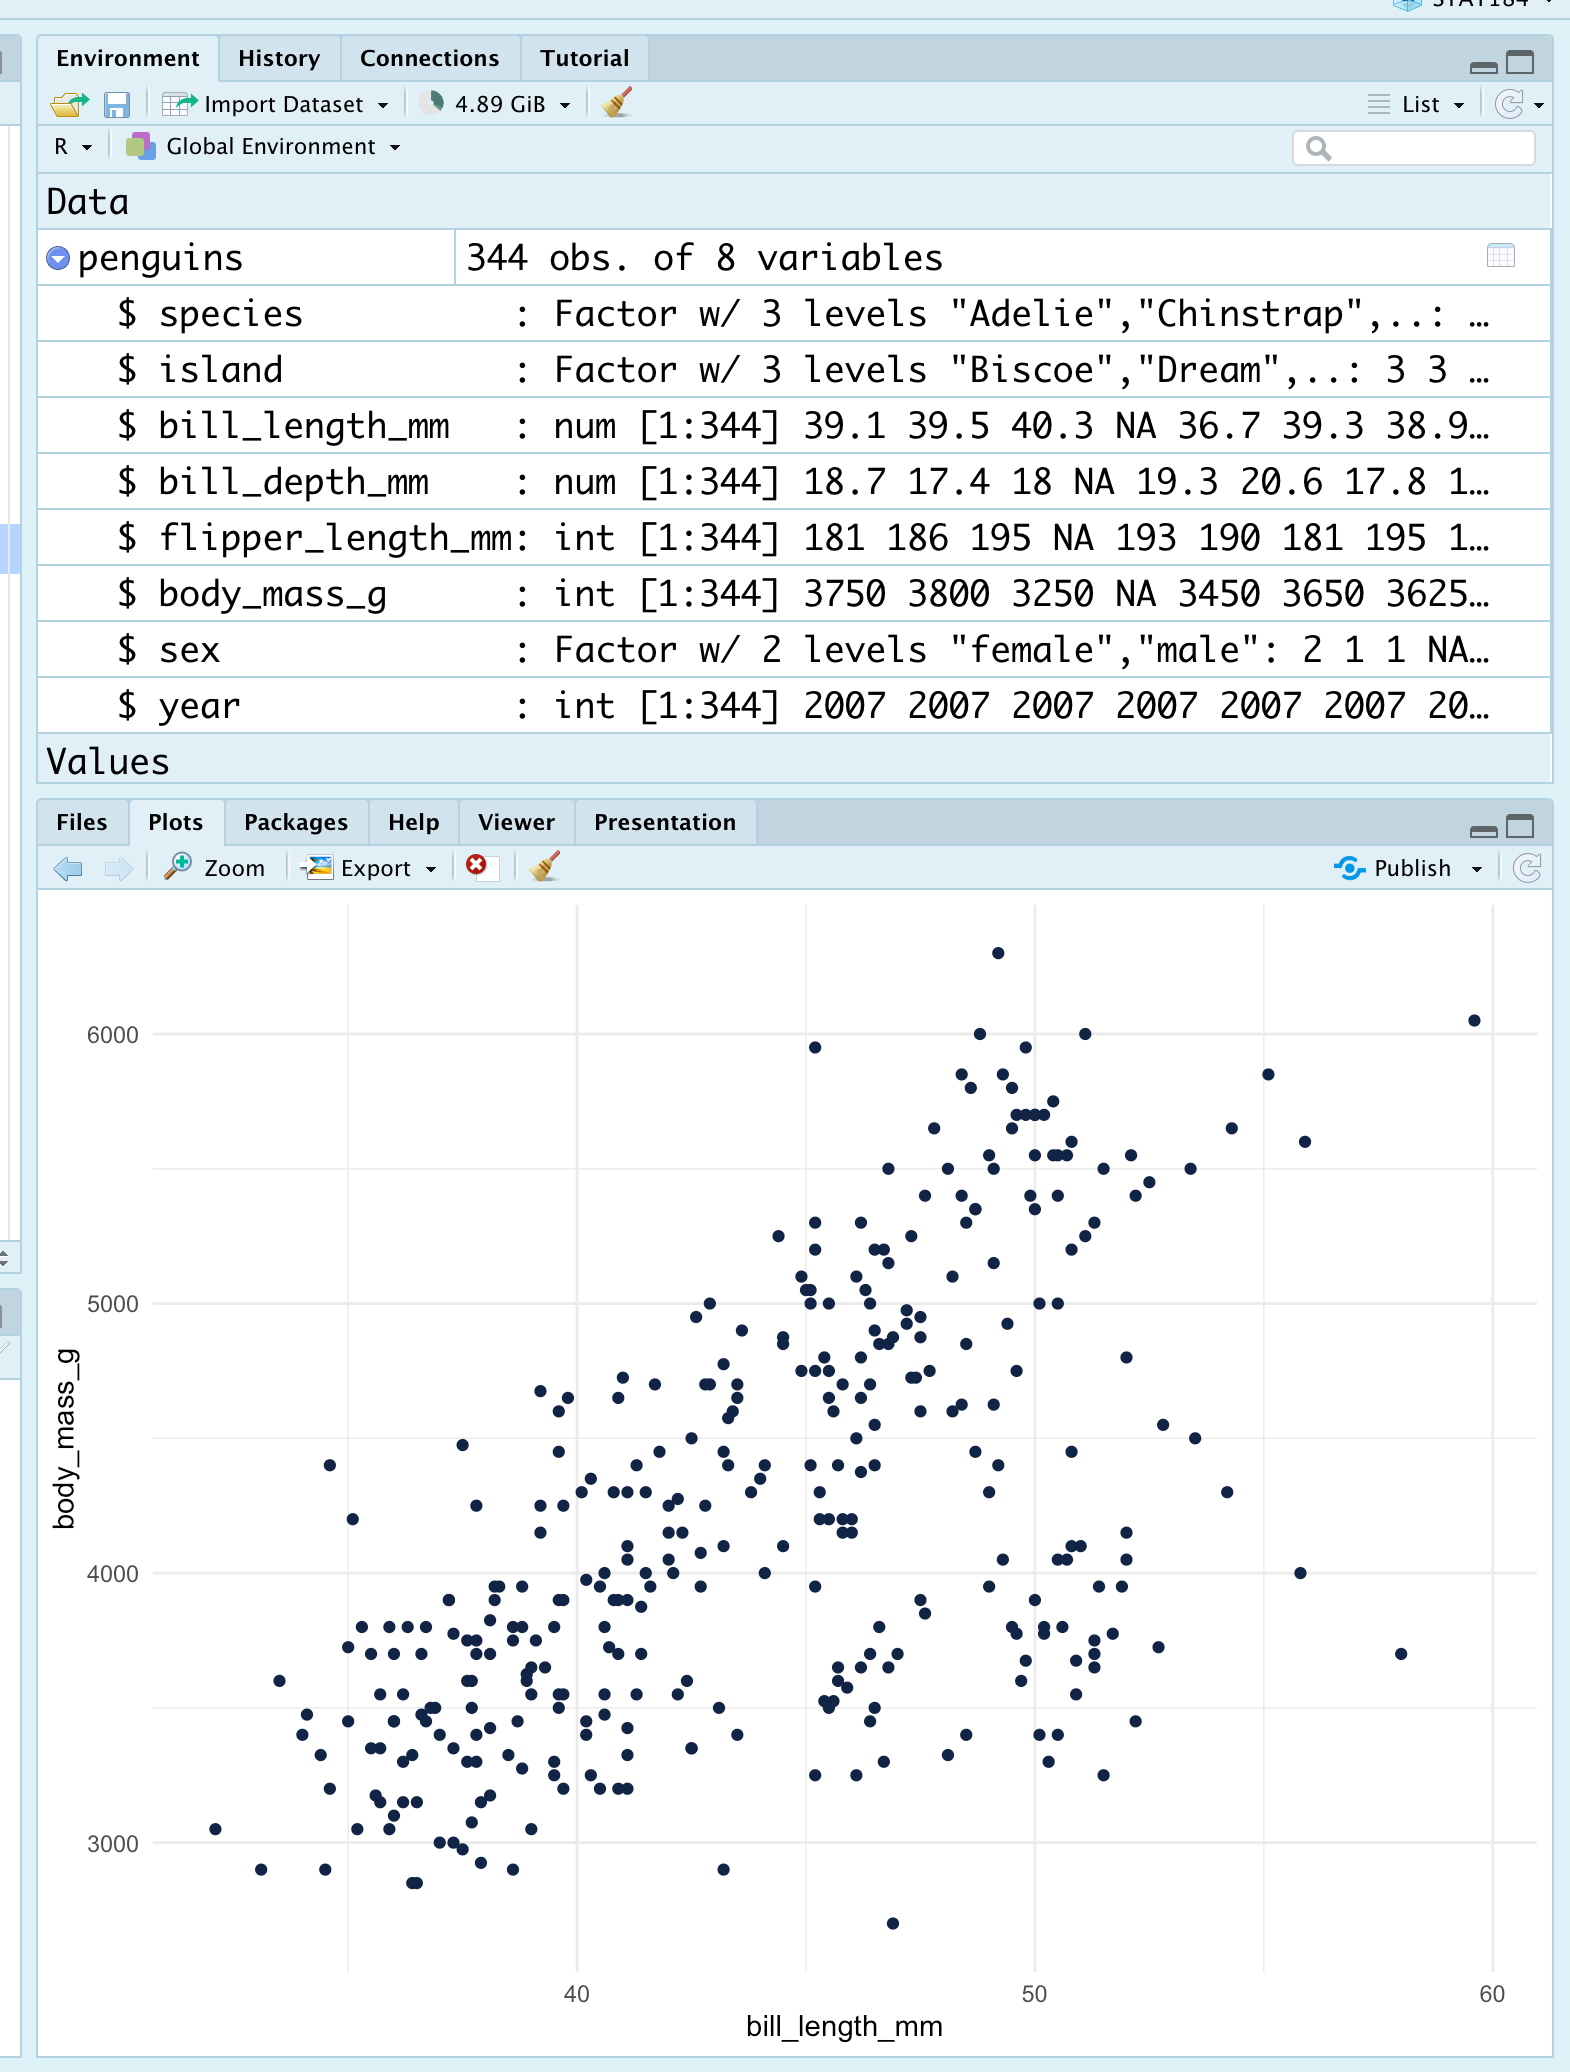 STAT184
Environment History Connections Tutorial
Import Dataset 4.89 GiB List
R Global Environment
Data
penguins 344 obs. of 8 variables
$ species : Factor w/ 3 levels "Adelie","Chinstrap",..: …
$ island : Factor w/ 3 levels "Biscoe","Dream",..: 3 3 …
$ bill_length_mm : num [1:344] 39.1 39.5 40.3 NA 36.7 39.3 38.9…
$ bill_depth_mm : num [1:344] 18.7 17.4 18 NA 19.3 20.6 17.8 1…
$ flipper_length_mm: int [1:344] 181 186 195 NA 193 190 181 195 1…
$ body_mass_g : int [1:344] 3750 3800 3250 NA 3450 3650 3625…
$ sex : Factor w/ 2 levels "female","male": 2 1 1 NA…
$ year : int [1:344] 2007 2007 2007 2007 2007 2007 20…
Values
Files Plots Packages Help Viewer Presentation
Zoom Export Publish
6000
5000
4000
3000
body_mass_g
40 50 60
bill_length_mm